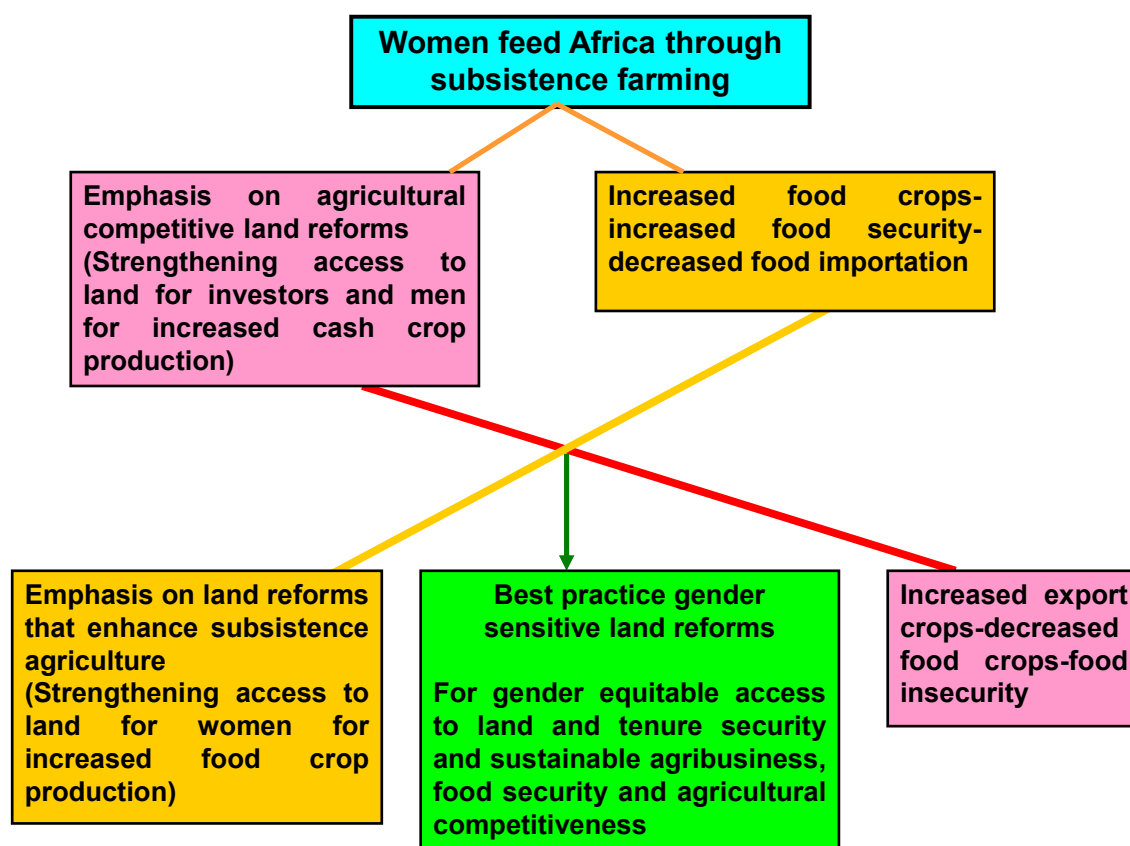 Women feed Africa through
subsistence farming
Emphasis on agricultural
competitive land reforms
(Strengthening access to
land for investors and men
for increased cash crop
production)
Increased food crops-
increased food security-
decreased food importation
Emphasis on land reforms
that enhance subsistence
agriculture
(Strengthening access to
land for women for
increased food crop
production)
Best practice gender
sensitive land reforms
For gender equitable access
to land and tenure security
and sustainable agribusiness,
food security and agricultural
competitiveness
Increased export
crops-decreased
food crops-food
insecurity